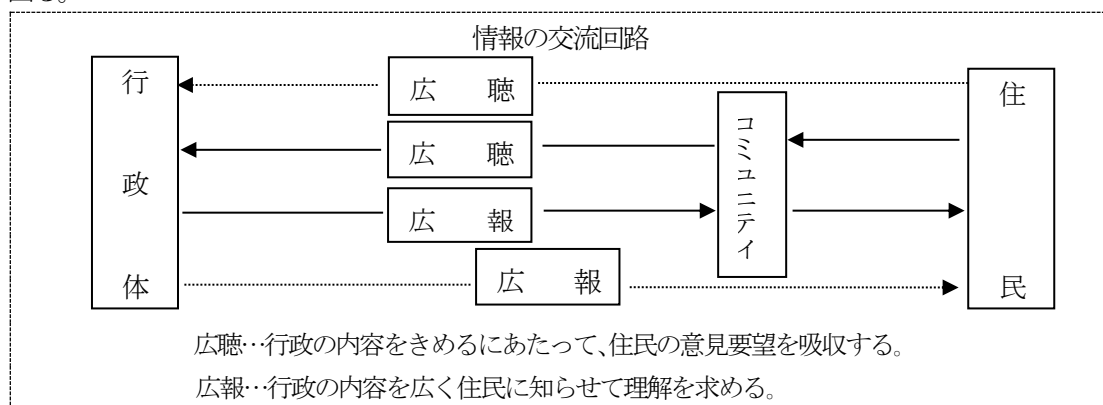 情報の交流回路
行政体
広 聴
住民
広 聴
コミュニティ
広 報
広 報
広聴…行政の内容をきめるにあたって、住民の意見要望を吸収する。
広報…行政の内容を広く住民に知らせて理解を求める。